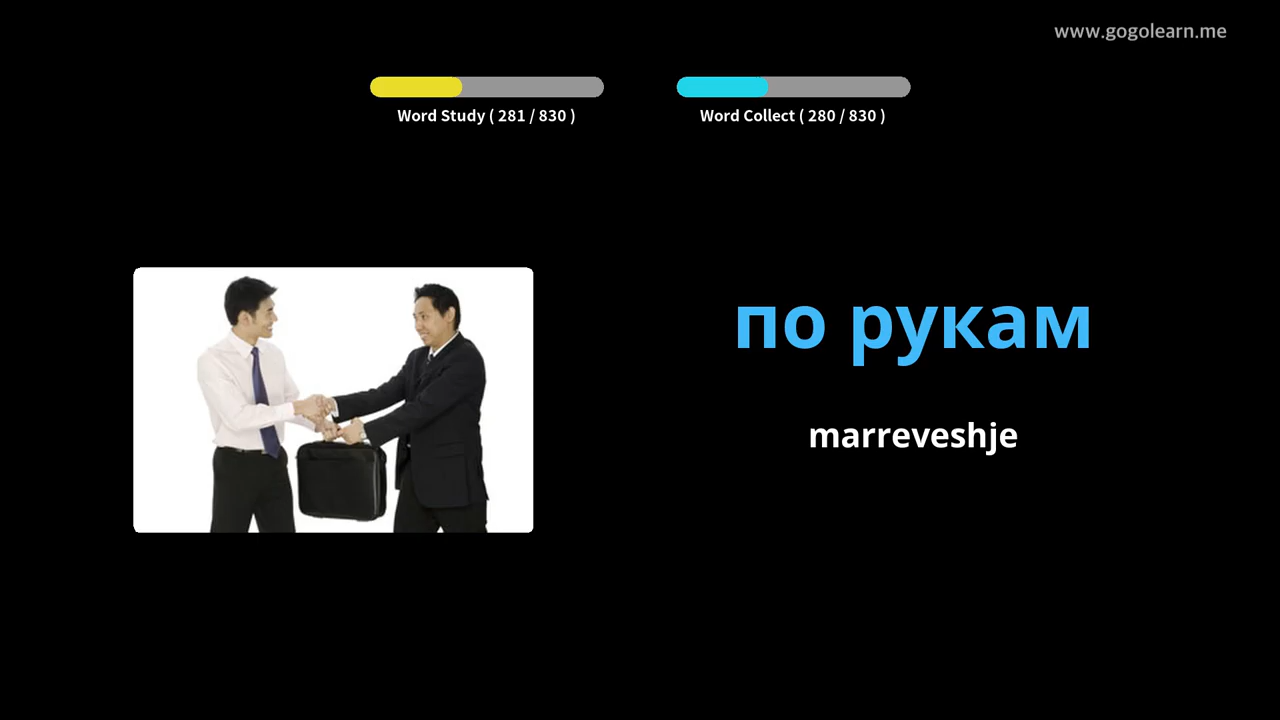 www.gogolearn.me
Word Study ( 281 / 830 )
Word Collect ( 280 / 830 )
по рукам
marreveshje